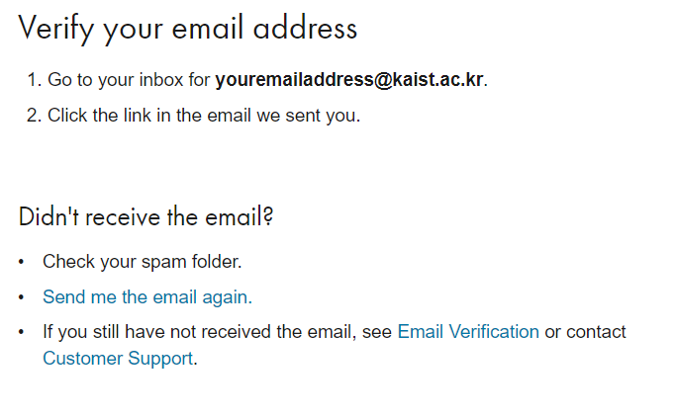 Verify your email address
1. Go to your inbox for youremailaddress@kaist.ac.kr.
2. Click the link in the email we sent you.
Didn't receive the email?
• Check your spam folder.
• Send me the email again.
• If you still have not received the email, see Email Verification or contact
Customer Support.